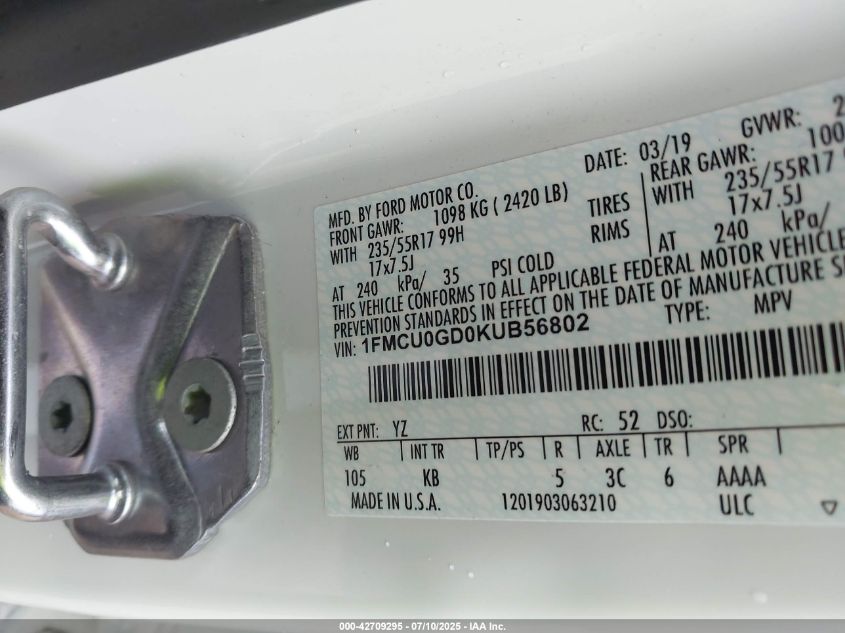 MFD. BY FORD MOTOR CO.
DATE: 03/19
GVWR: 2
FRONT GAWR: 1098 KG ( 2420 LB)
REAR GAWR: 100
WITH 235/55R17 99H
TIRES
WITH 235/55R17 9
17x7.5J
RIMS
17x7.5J
AT 240 kPa/ 35 PSI COLD
AT 240 kPa/
THIS VEHICLE CONFORMS TO ALL APPLICABLE FEDERAL MOTOR VEHICLE
PREVENTION STANDARDS IN EFFECT ON THE DATE OF MANUFACTURE S
VIN: 1FMCU0GD0KUB56802
TYPE: MPV
EXT PNT: YZ
RC: 52 DSO:
WB INT TR TP/PS R AXLE TR SPR
105 KB 5 3C 6 AAAA
MADE IN U.S.A. 1201903063210 ULC
000-42709295 - 07/10/2025 - IAA Inc.